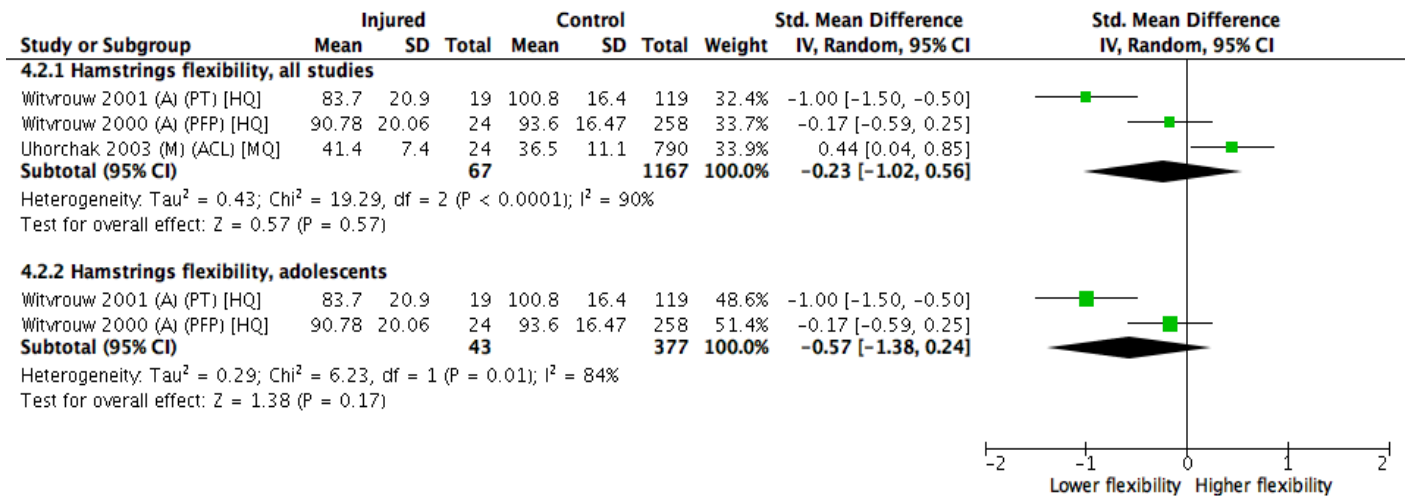 Injured Control Std. Mean Difference Std. Mean Difference
Study or Subgroup Mean SD Total Mean SD Total Weight IV, Random, 95% CI IV, Random, 95% CI
4.2.1 Hamstrings flexibility, all studies
Witvrouw 2001 (A) (PT) [HQ] 83.7 20.9 19 100.8 16.4 119 32.4% -1.00 [-1.50, -0.50]
Witvrouw 2000 (A) (PFP) [HQ] 90.78 20.06 24 93.6 16.47 258 33.7% -0.17 [-0.59, 0.25]
Uhorchak 2003 (M) (ACL) [MQ] 41.4 7.4 24 36.5 11.1 790 33.9% 0.44 [0.04, 0.85]
Subtotal (95% CI) 67 1167 100.0% -0.23 [-1.02, 0.56]
Heterogeneity: Tau² = 0.43; Chi² = 19.29, df = 2 (P < 0.0001); I² = 90%
Test for overall effect: Z = 0.57 (P = 0.57)
4.2.2 Hamstrings flexibility, adolescents
Witvrouw 2001 (A) (PT) [HQ] 83.7 20.9 19 100.8 16.4 119 48.6% -1.00 [-1.50, -0.50]
Witvrouw 2000 (A) (PFP) [HQ] 90.78 20.06 24 93.6 16.47 258 51.4% -0.17 [-0.59, 0.25]
Subtotal (95% CI) 43 377 100.0% -0.57 [-1.38, 0.24]
Heterogeneity: Tau² = 0.29; Chi² = 6.23, df = 1 (P = 0.01); I² = 84%
Test for overall effect: Z = 1.38 (P = 0.17)
-2 -1 0 1 2
Lower flexibility Higher flexibility